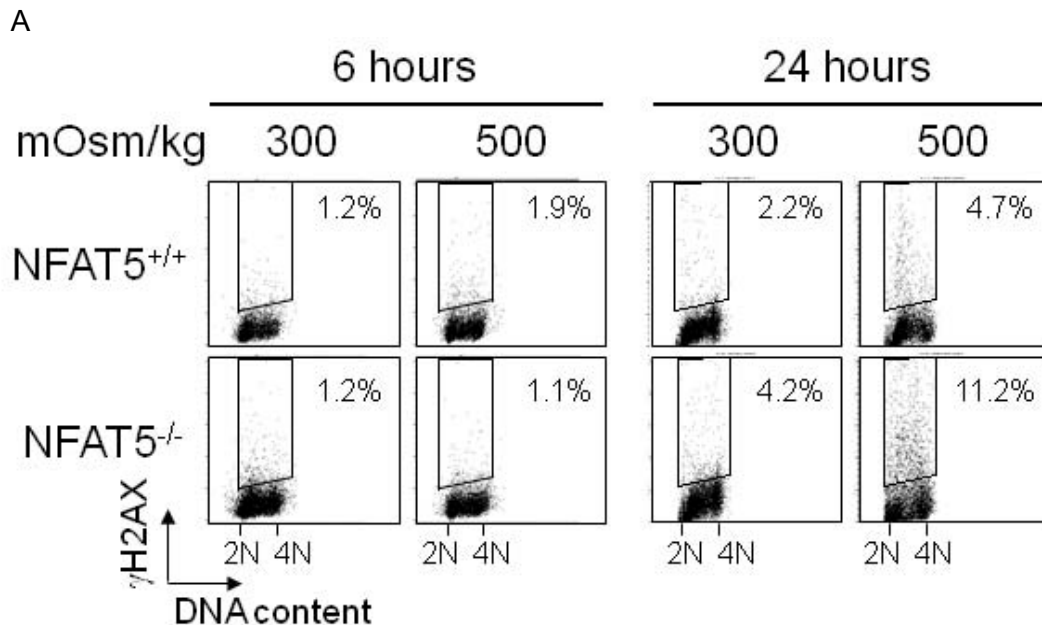 A
6 hours 24 hours
mOsm/kg 300 500 300 500
NFAT5+/+ 1.2% 1.9% 2.2% 4.7%
NFAT5-/- 1.2% 1.1% 4.2% 11.2%
γH2AX
2N 4N 2N 4N 2N 4N 2N 4N
DNA content